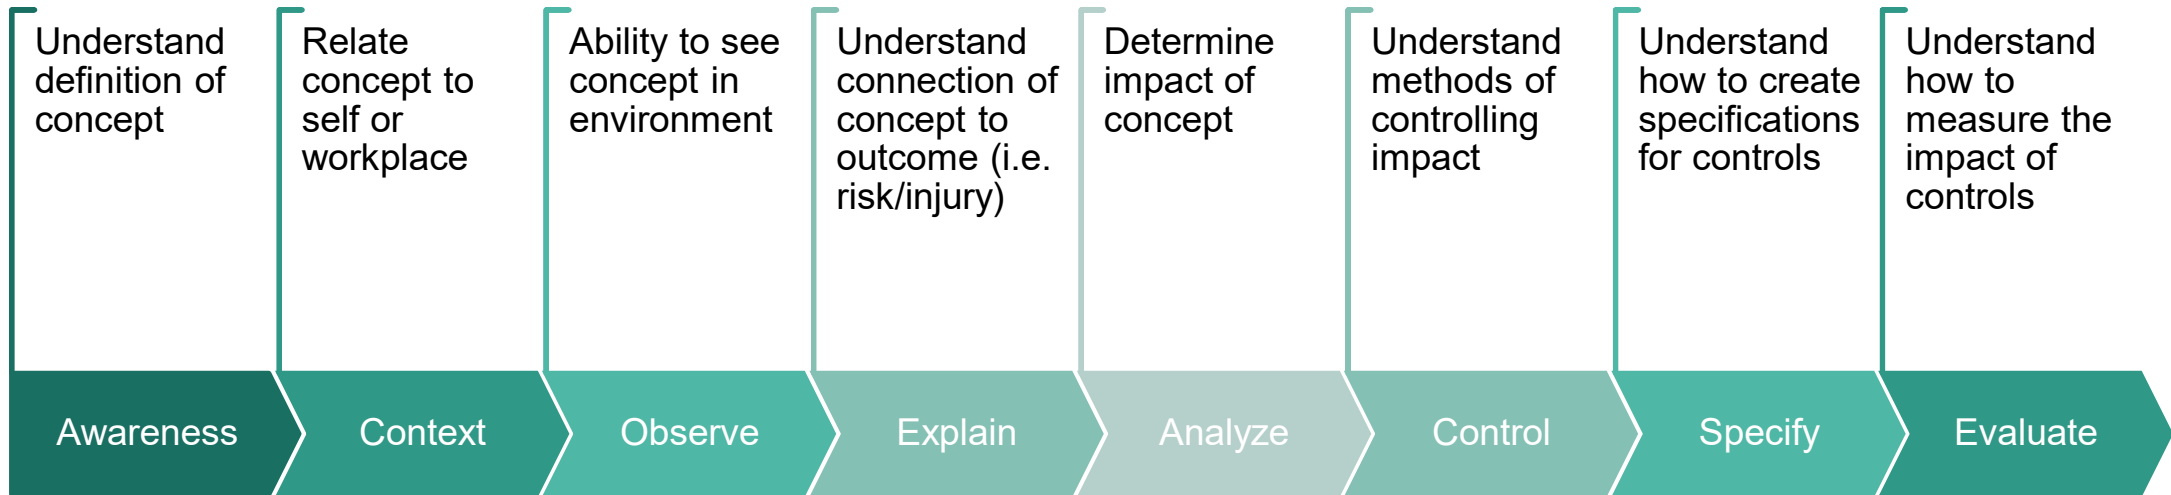 Understand
definition of
concept
Relate
concept to
self or
workplace
Ability to see
concept in
environment
Understand
connection of
concept to
outcome (i.e.
risk/injury)
Determine
impact of
concept
Understand
methods of
controlling
impact
Understand
how to create
specifications
for controls
Understand
how to
measure the
impact of
controls
Awareness
Context
Observe
Explain
Analyze
Control
Specify
Evaluate